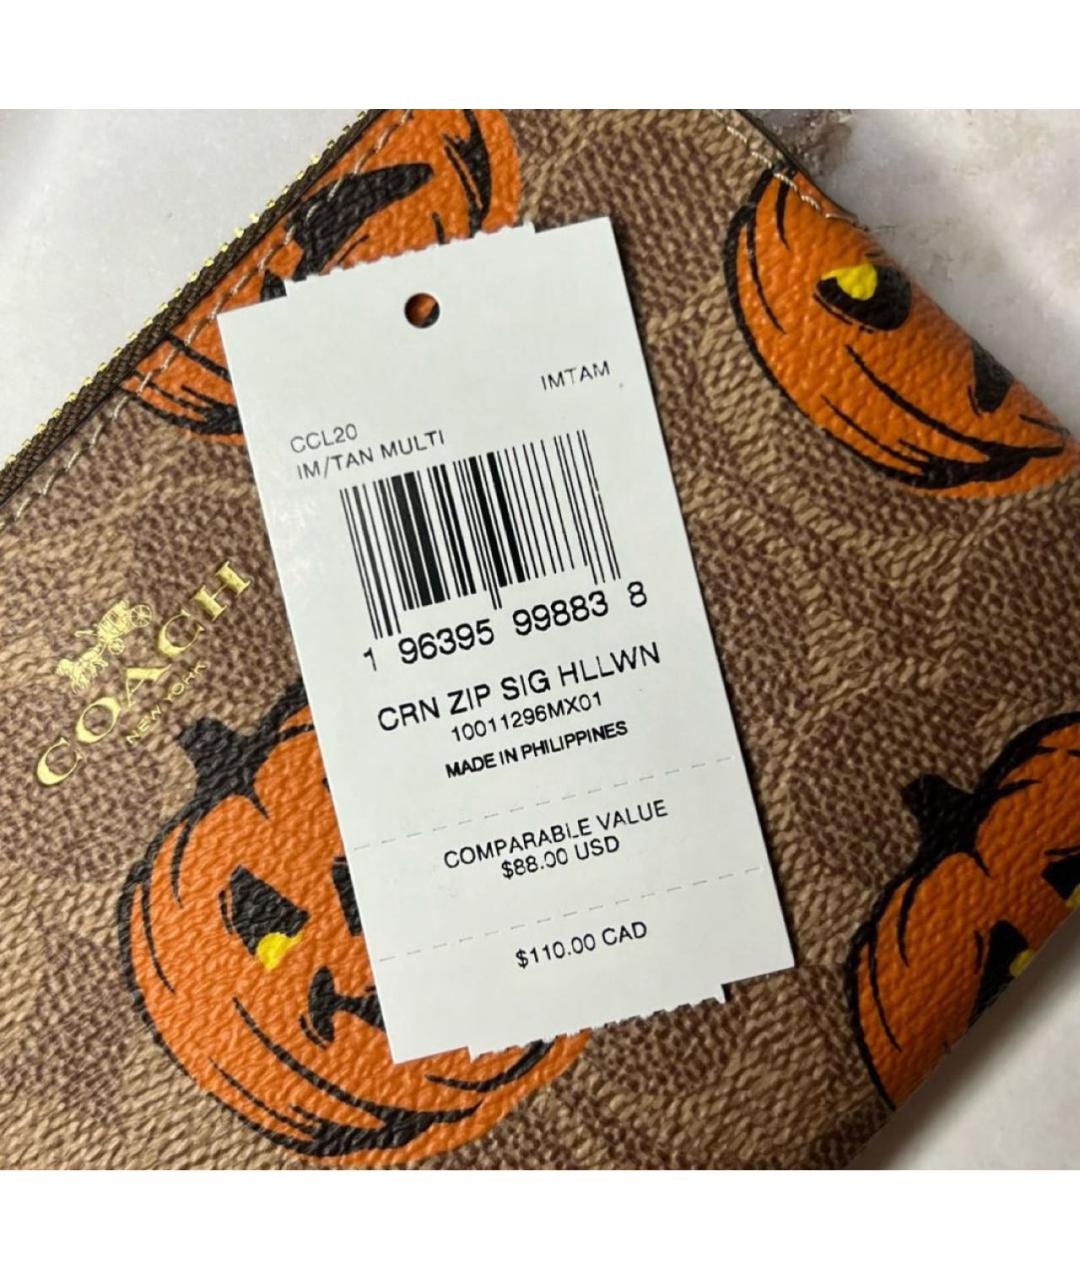 IMTAM
CCL20
IM/TAN MULTI
1 96395 99883 8
CRN ZIP SIG HLLWN
10011296MX01
MADE IN PHILIPPINES
COMPARABLE VALUE
$88.00 USD
$110.00 CAD
COACH
NEW YORK